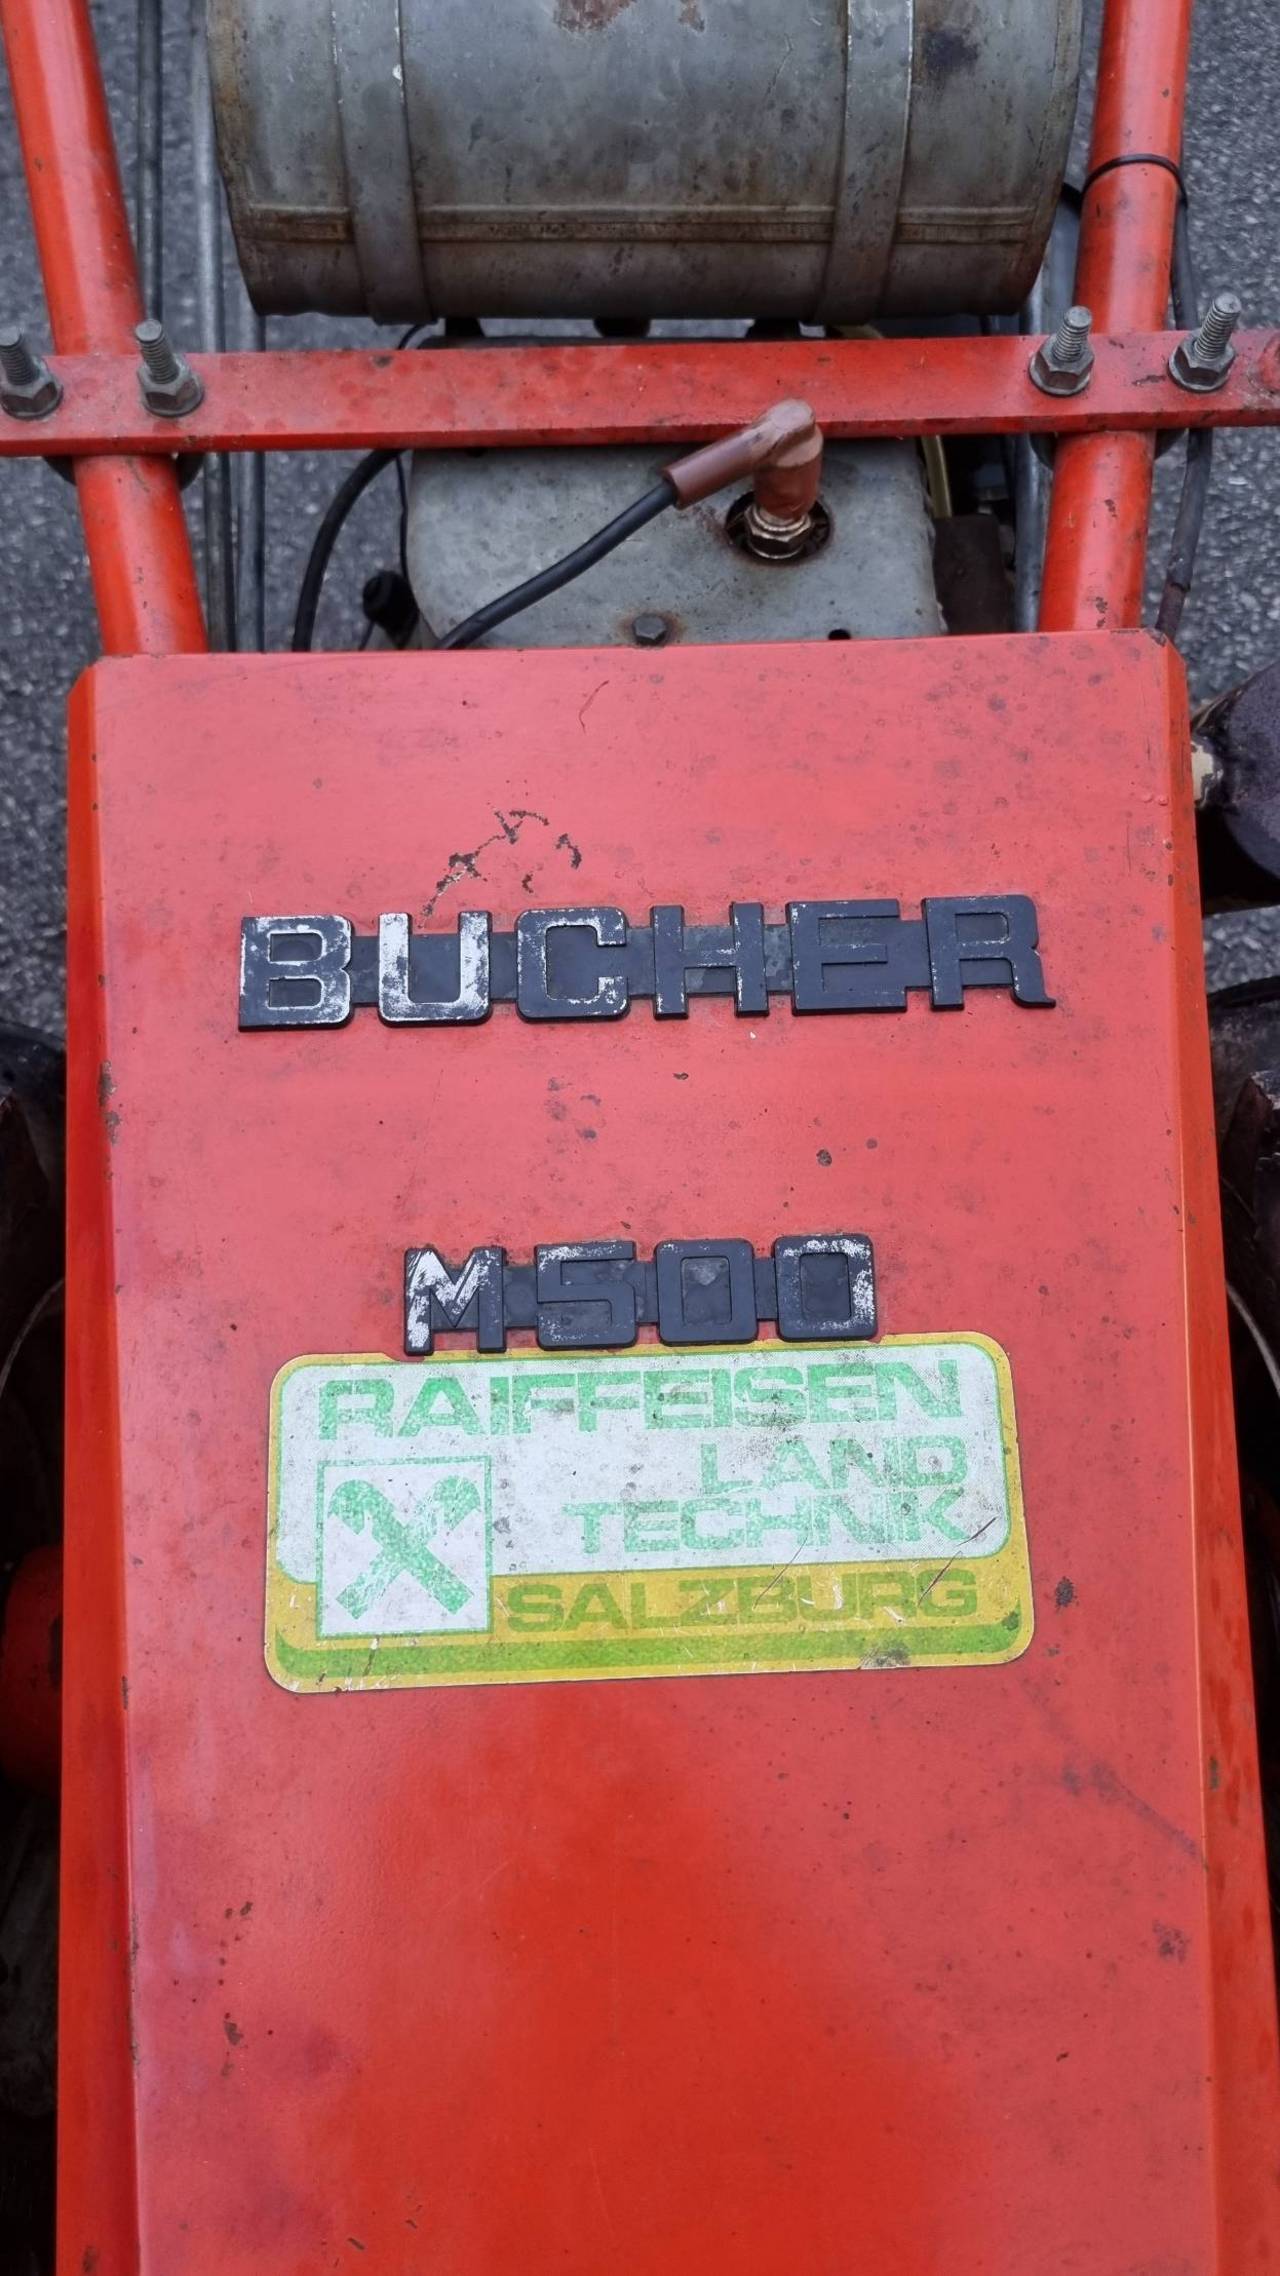 BUCHER
M500
RAIFFEISEN
LAND
TECHNIK
SALZBURG